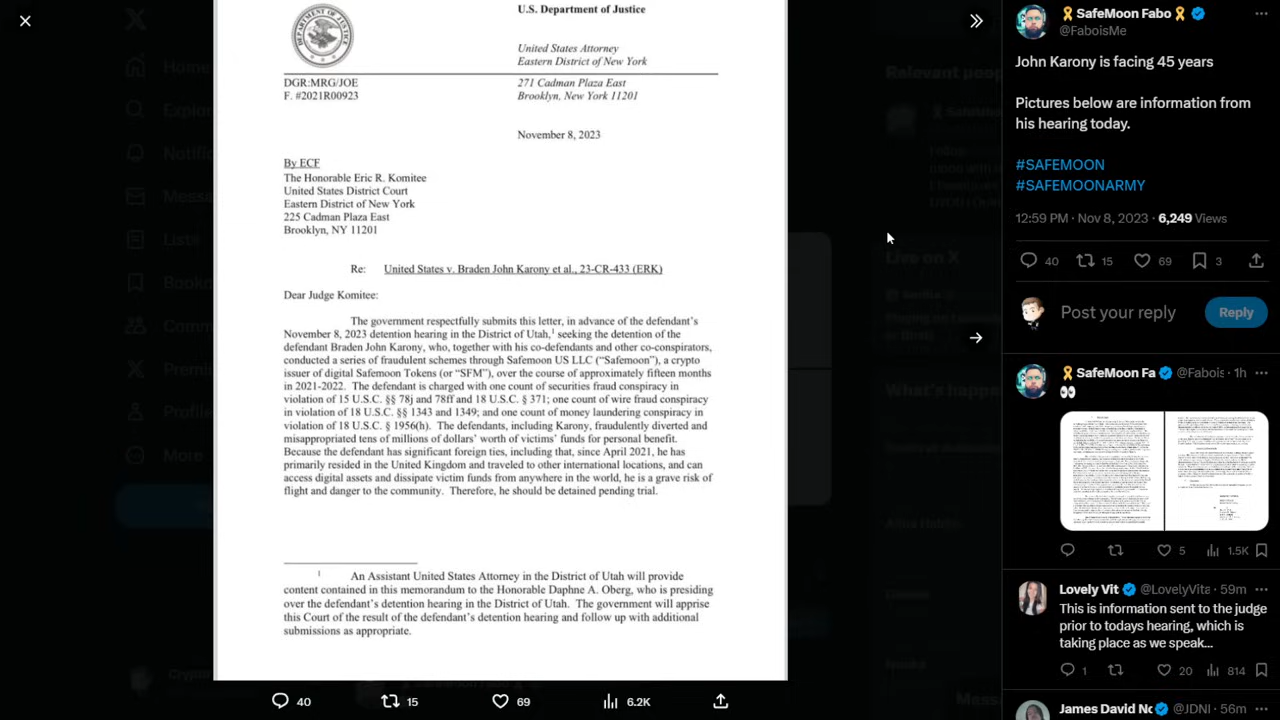 U.S. Department of Justice
United States Attorney
Eastern District of New York
DGR:MRG/JOE
F. #2021R00923
271 Cadman Plaza East
Brooklyn, New York 11201
November 8, 2023
By ECF
The Honorable Eric R. Komitee
United States District Court
Eastern District of New York
225 Cadman Plaza East
Brooklyn, NY 11201
Re: United States v. Braden John Karony et al., 23-CR-433 (ERK)
Dear Judge Komitee:
The government respectfully submits this letter, in advance of the defendant's
November 8, 2023 detention hearing in the District of Utah,1 seeking the detention of the
defendant Braden John Karony, who, together with his co-defendants and other co-conspirators,
conducted a series of fraudulent schemes through Safemoon US LLC ("Safemoon"), a crypto
issuer of digital Safemoon Tokens (or "SFM"), over the course of approximately fifteen months
in 2021-2022. The defendant is charged with one count of securities fraud conspiracy in
violation of 15 U.S.C. §§ 78j and 78ff and 18 U.S.C. § 371; one count of wire fraud conspiracy
in violation of 18 U.S.C. §§ 1343 and 1349; and one count of money laundering conspiracy in
violation of 18 U.S.C. § 1956(h). The defendants, including Karony, fraudulently diverted and
misappropriated tens of millions of dollars' worth of victims' funds for personal benefit.
Because the defendant has significant foreign ties, including that, since April 2021, he has
primarily resided in the United Kingdom and traveled to other international locations, and can
access digital assets and dissipate victim funds from anywhere in the world, he is a grave risk of
flight and danger to the community. Therefore, he should be detained pending trial.
1 An Assistant United States Attorney in the District of Utah will provide
content contained in this memorandum to the Honorable Daphne A. Oberg, who is presiding
over the defendant's detention hearing in the District of Utah. The government will apprise
this Court of the result of the defendant's detention hearing and follow up with additional
submissions as appropriate.
40 15 69 6.2K
SafeMoon Fabo
@FaboisMe
John Karony is facing 45 years
Pictures below are information from
his hearing today.
#SAFEMOON
#SAFEMOONARMY
12:59 PM · Nov 8, 2023 · 6,249 Views
40 15 69 3
Post your reply
Reply
SafeMoon Fa @Fabois · 1h
5 1.5K
Lovely Vit @LovelyVitz · 59m
This is information sent to the
judge prior to todays hearing, which is
taking place as we speak...
1 20 814
James David Nc @JDNI · 56m